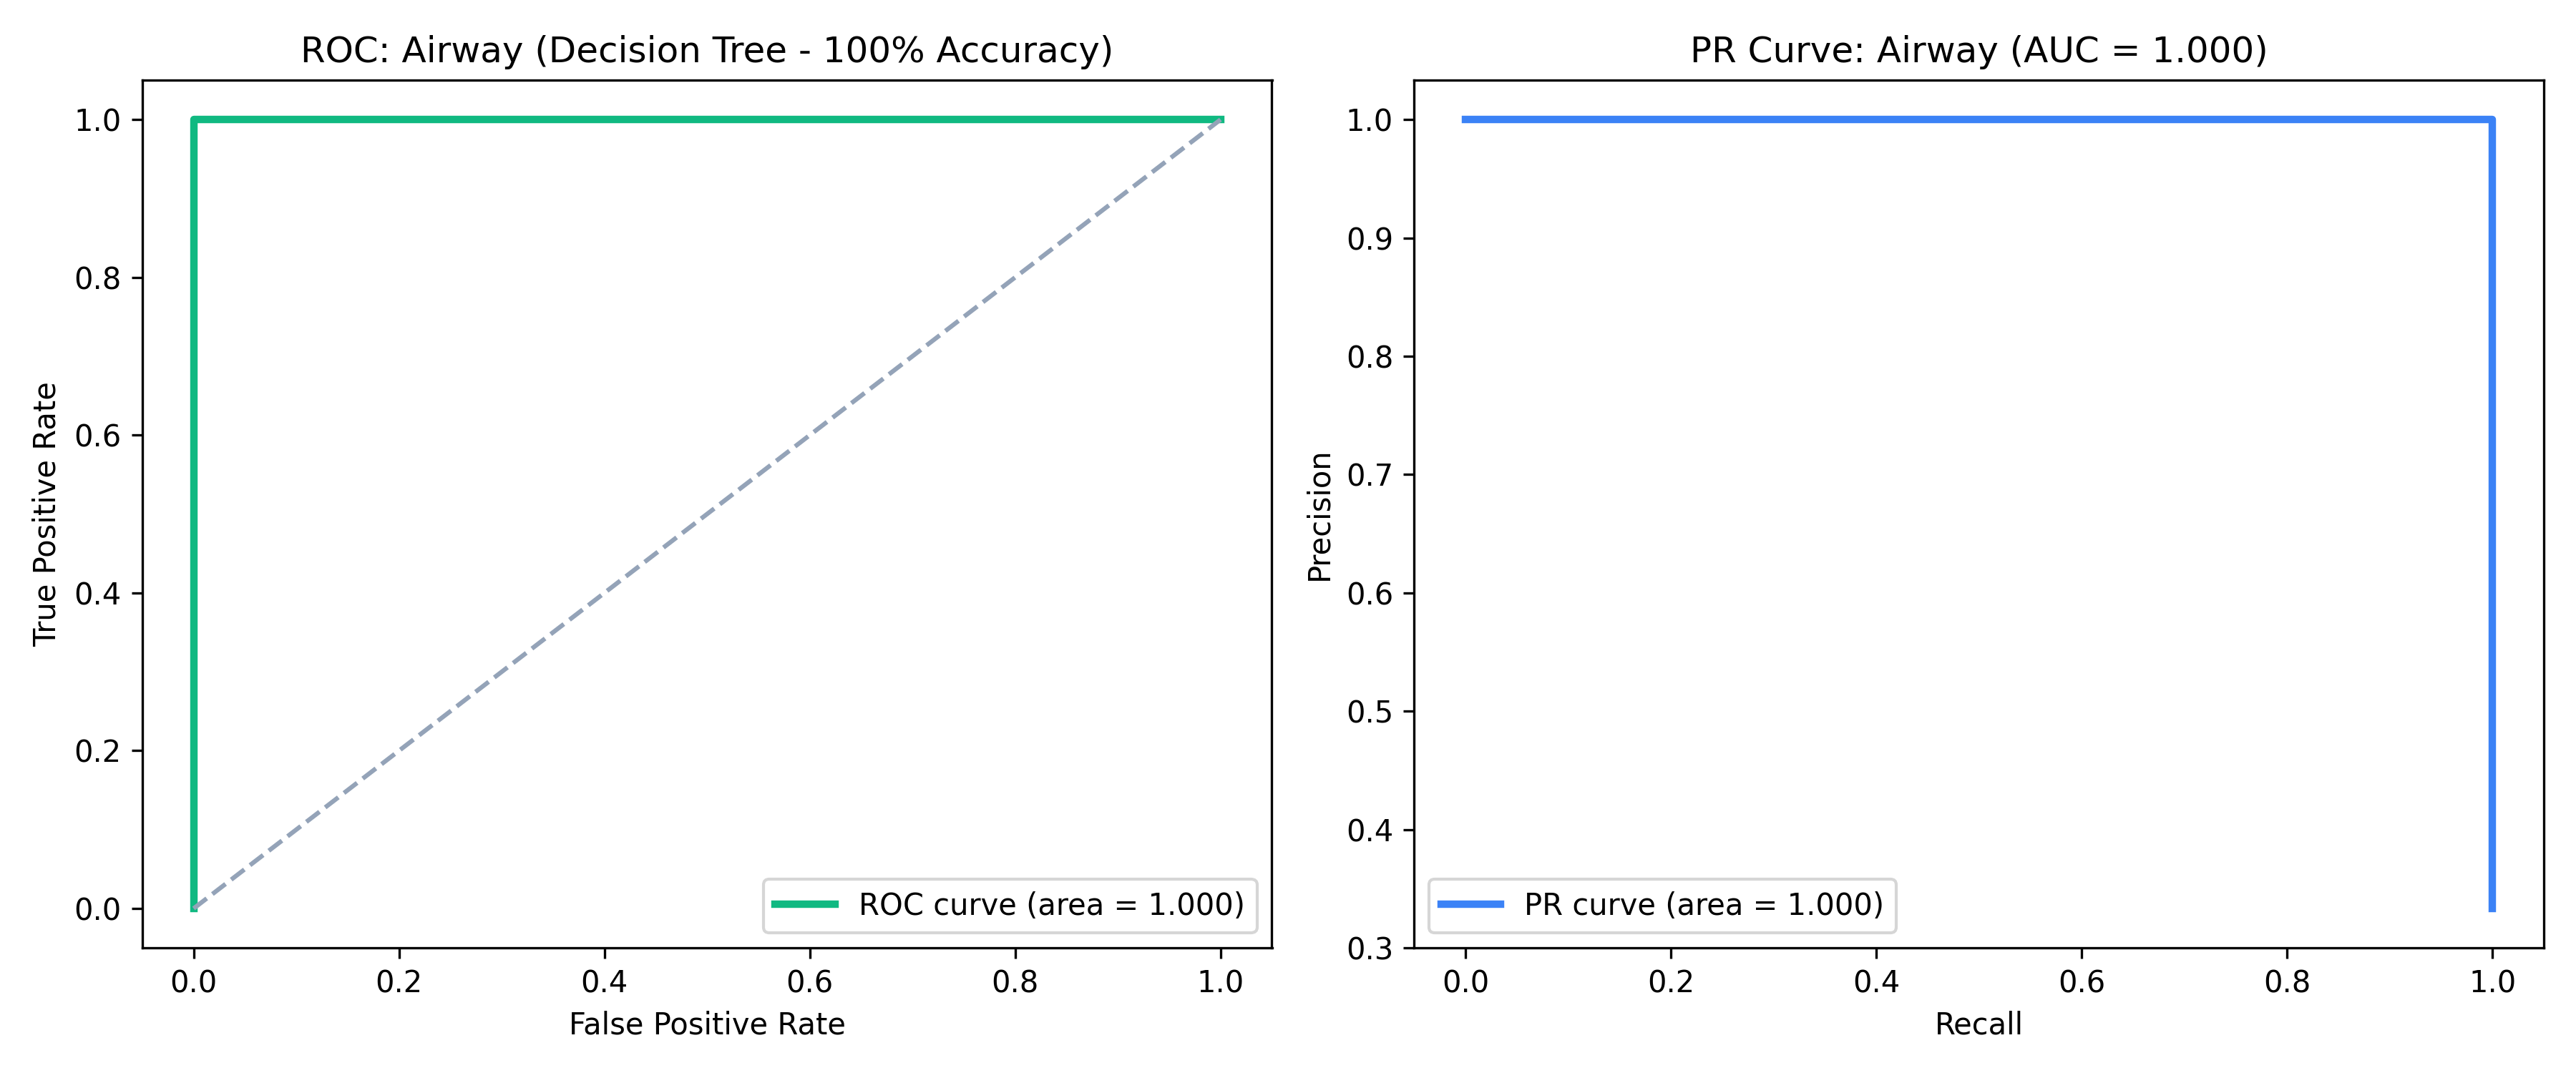 ROC: Airway (Decision Tree - 100% Accuracy)
1.0
0.8
0.6
0.4
0.2
0.0
True Positive Rate
ROC curve (area = 1.000)
0.0 0.2 0.4 0.6 0.8 1.0
False Positive Rate
PR Curve: Airway (AUC = 1.000)
1.0
0.9
0.8
0.7
0.6
0.5
0.4
0.3
Precision
PR curve (area = 1.000)
0.0 0.2 0.4 0.6 0.8 1.0
Recall